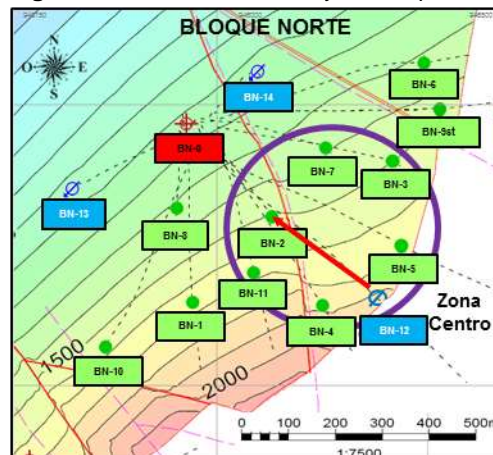 BLOQUE NORTE
N
O
E
S
BN-6
BN-14
BN-9st
BN-7
BN-3
BN-13
BN-8
BN-2
BN-5
BN-11
Zona
Centro
BN-1
BN-4
BN-12
BN-10
1500
2000
0 100 200 300 400 500m
1:7500